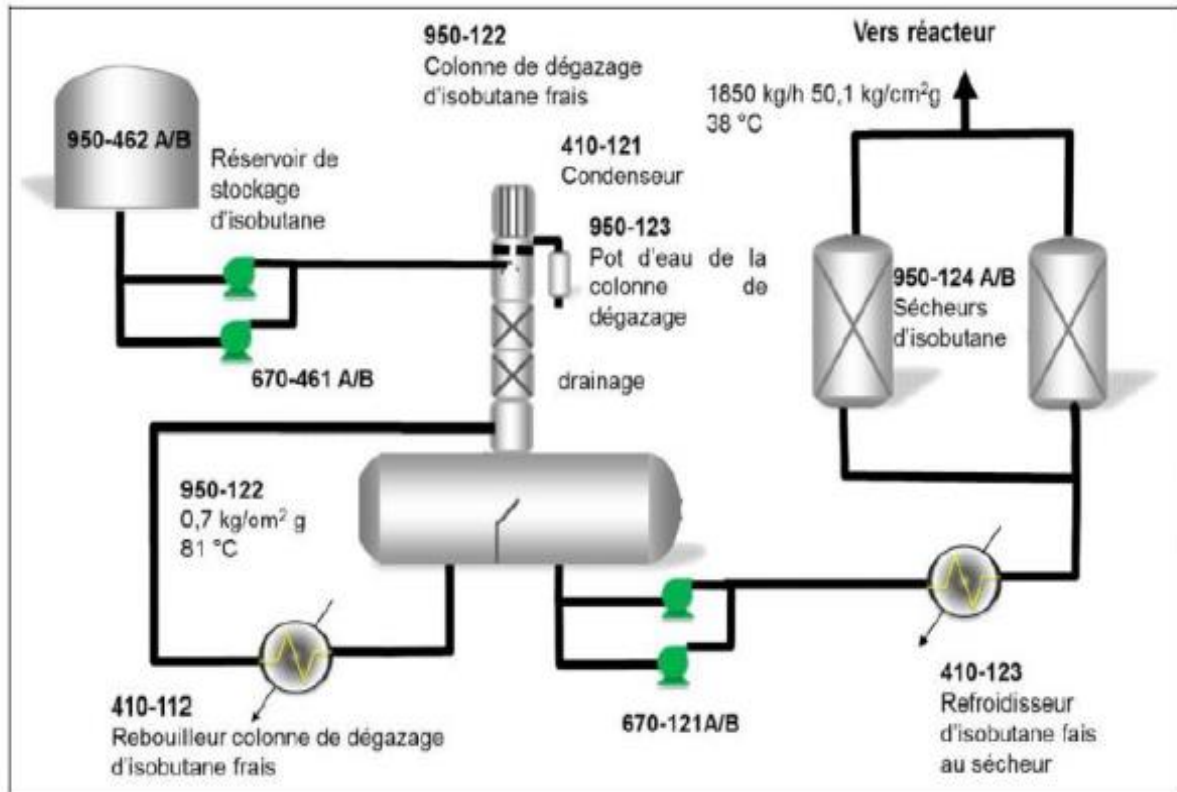 950-122
Colonne de dégazage
d'isobutane frais
Vers réacteur
1850 kg/h 50,1 kg/cm²g
38 °C
950-462 A/B
Réservoir de
stockage
d'isobutane
410-121
Condenseur
950-123
Pot d'eau de la
colonne de
dégazage
950-124 A/B
Sécheurs
d'isobutane
670-461 A/B
drainage
950-122
0,7 kg/cm² g
81 °C
410-112
Rebouilleur colonne de dégazage
d'isobutane frais
670-121A/B
410-123
Refroidisseur
d'isobutane fais
au sécheur